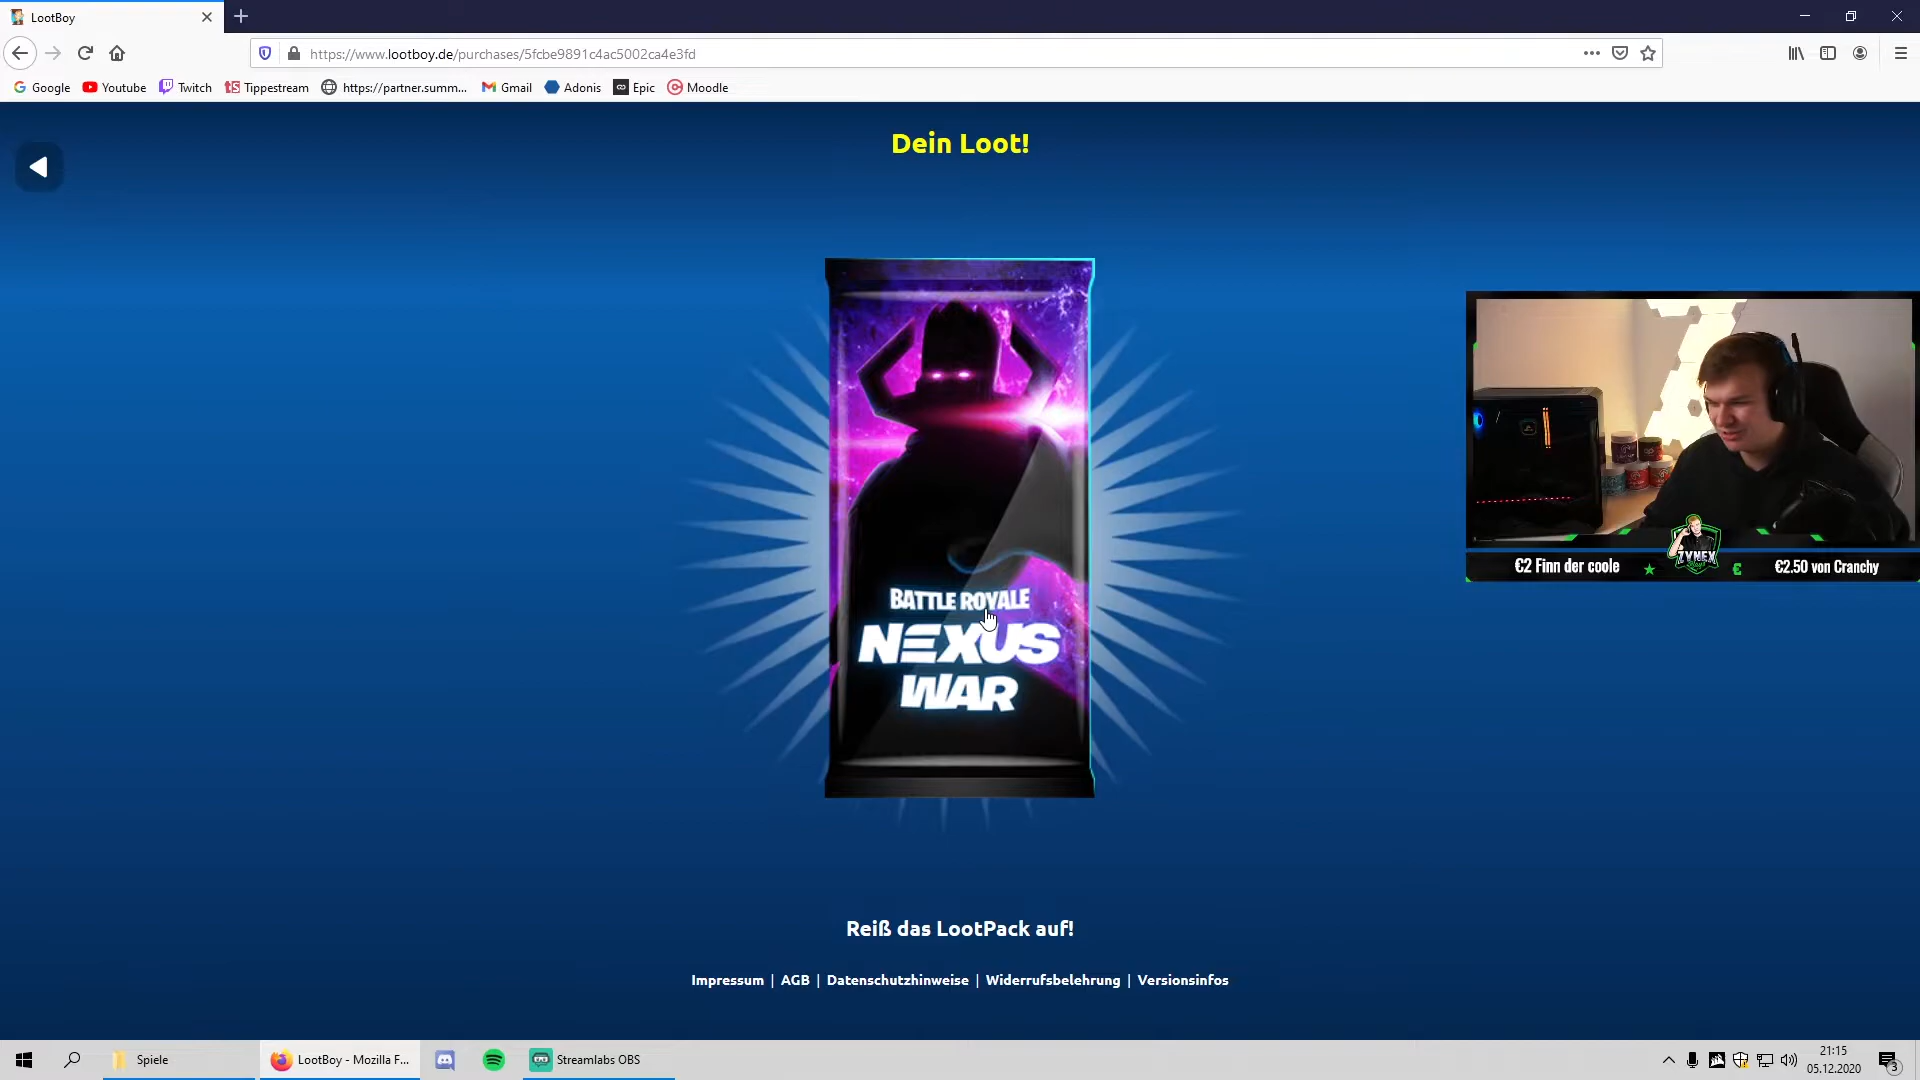 LootBoy
https://www.lootboy.de/purchases/5fcbe9891c4ac5002ca4e3fd
Google Youtube Twitch Tippestream https://partner.summ... Gmail Adonis Epic Moodle
Dein Loot!
BATTLE ROYALE
NEXUS
WAR
ZYNEX
€2 Finn der coole
€2.50 von Cranchy
Reiß das LootPack auf!
Impressum | AGB | Datenschutzhinweise | Widerrufsbelehrung | Versionsinfos
Spiele
LootBoy - Mozilla F...
Streamlabs OBS
21:15
05.12.2020
3